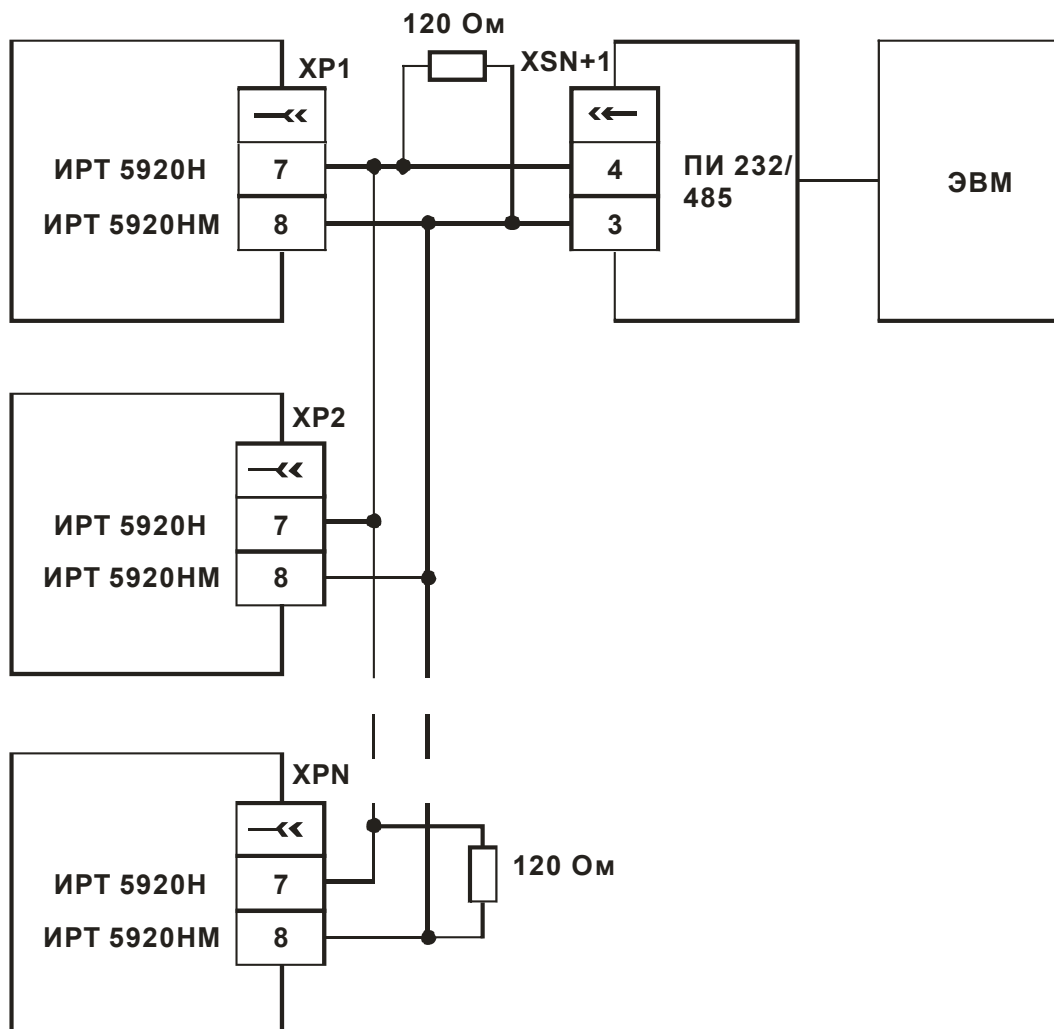 120 Ом
XP1
XSN+1
ИРТ 5920Н
7
4
ПИ 232/
485
ЭВМ
ИРТ 5920НМ
8
3
XP2
ИРТ 5920Н
7
ИРТ 5920НМ
8
XPN
120 Ом
ИРТ 5920Н
7
ИРТ 5920НМ
8